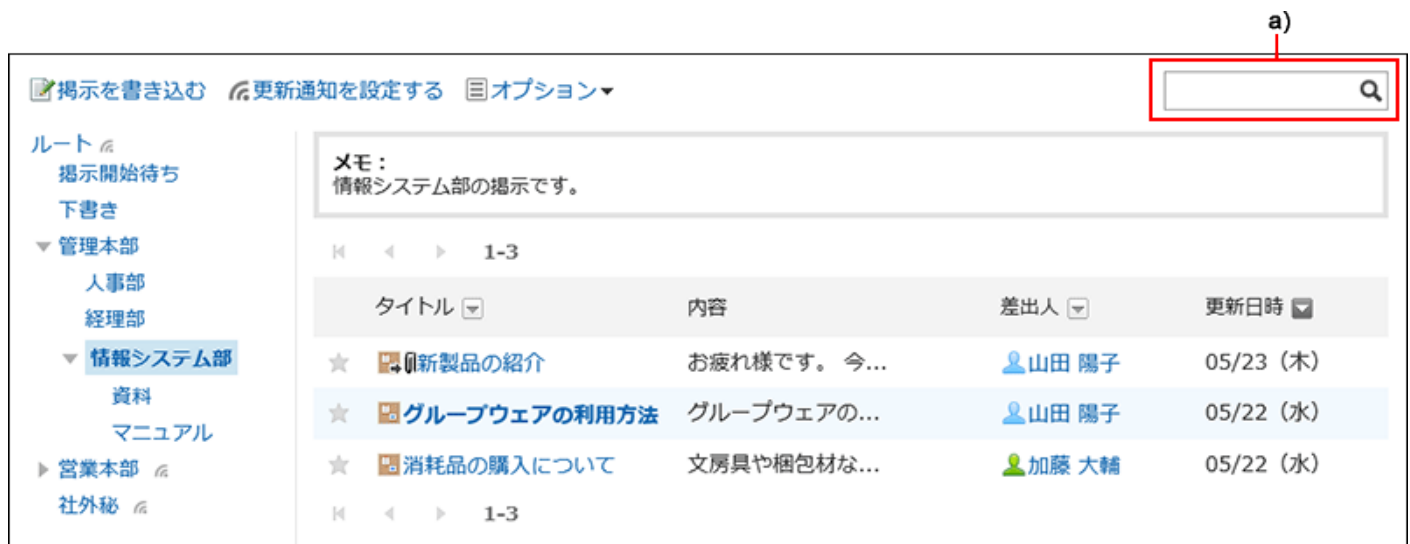 a)
掲示を書き込む 更新通知を設定する オプション
ルート
掲示開始待ち
下書き
管理本部
人事部
経理部
情報システム部
資料
マニュアル
営業本部
社外秘
メモ：
情報システム部の掲示です。
1-3
タイトル 内容 差出人 更新日時
新製品の紹介 お疲れ様です。 今... 山田 陽子 05/23（木）
グループウェアの利用方法 グループウェアの... 山田 陽子 05/22（水）
消耗品の購入について 文房具や梱包材な... 加藤 大輔 05/22（水）
1-3